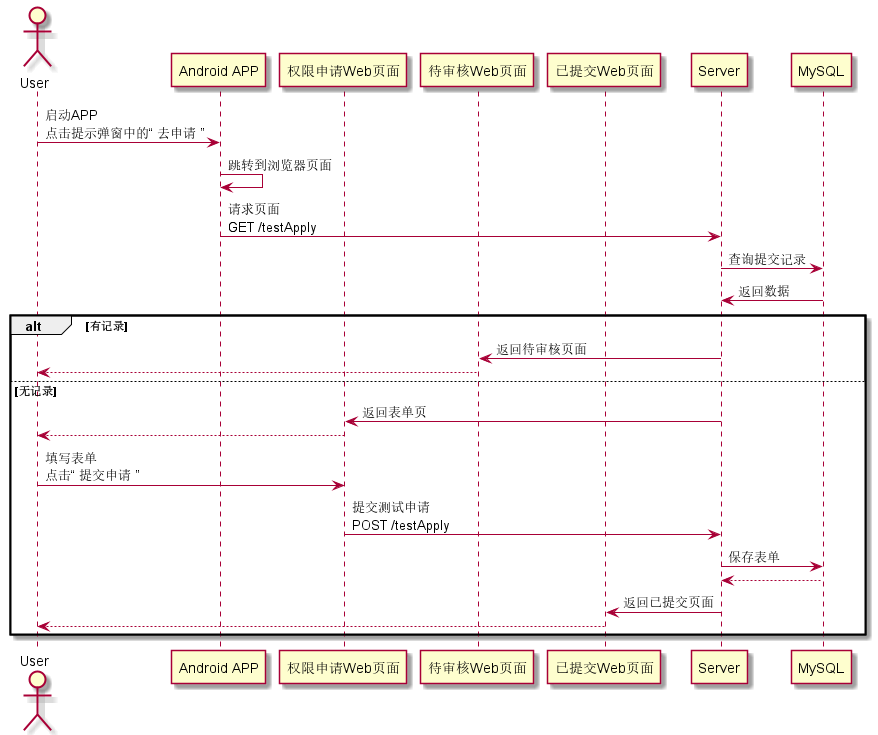 User
Android APP
权限申请Web页面
待审核Web页面
已提交Web页面
Server
MySQL
启动APP
点击提示弹窗中的“ 去申请 ”
跳转到浏览器页面
请求页面
GET /testApply
查询提交记录
返回数据
alt
[有记录]
返回待审核页面
[无记录]
返回表单页
填写表单
点击“ 提交申请 ”
提交测试申请
POST /testApply
保存表单
返回已提交页面
User
Android APP
权限申请Web页面
待审核Web页面
已提交Web页面
Server
MySQL